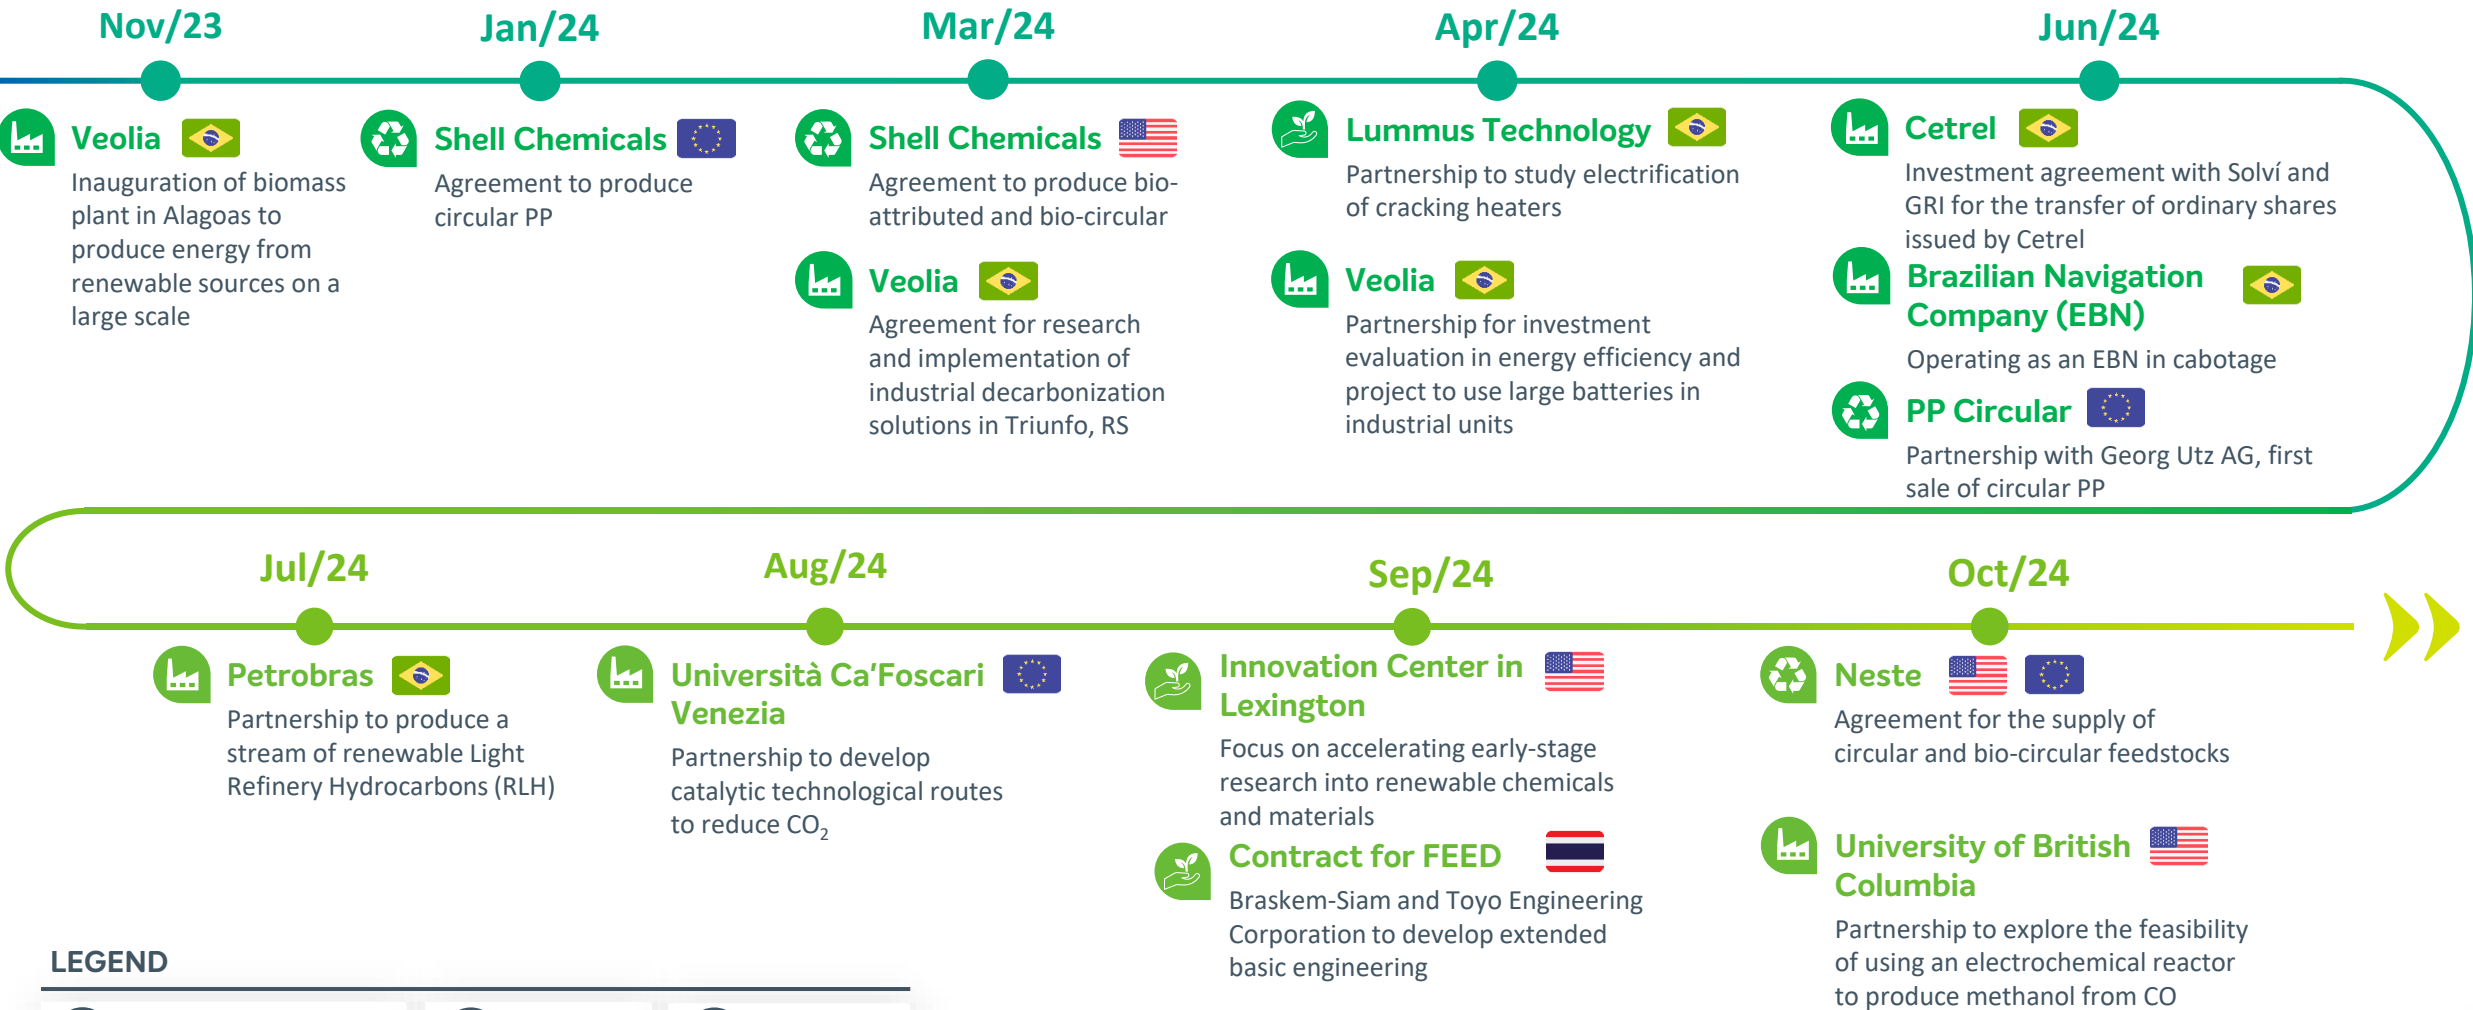 Nov/23
Jan/24
Mar/24
Apr/24
Jun/24
Veolia
Inauguration of biomass
plant in Alagoas to
produce energy from
renewable sources on a
large scale
Shell Chemicals
Agreement to produce
circular PP
Shell Chemicals
Agreement to produce bio-
attributed and bio-circular
Veolia
Agreement for research
and implementation of
industrial decarbonization
solutions in Triunfo, RS
Lummus Technology
Partnership to study electrification
of cracking heaters
Veolia
Partnership for investment
evaluation in energy efficiency and
project to use large batteries in
industrial units
Cetrel
Investment agreement with Solví and
GRI for the transfer of ordinary shares
issued by Cetrel
Brazilian Navigation
Company (EBN)
Operating as an EBN in cabotage
PP Circular
Partnership with Georg Utz AG, first
sale of circular PP
Jul/24
Aug/24
Sep/24
Oct/24
Petrobras
Partnership to produce a
stream of renewable Light
Refinery Hydrocarbons (RLH)
Università Ca'Foscari
Venezia
Partnership to develop
catalytic technological routes
to reduce CO₂
Innovation Center in
Lexington
Focus on accelerating early-stage
research into renewable chemicals
and materials
Contract for FEED
Braskem-Siam and Toyo Engineering
Corporation to develop extended
basic engineering
Neste
Agreement for the supply of
circular and bio-circular feedstocks
University of British
Columbia
Partnership to explore the feasibility
of using an electrochemical reactor
to produce methanol from CO
LEGEND